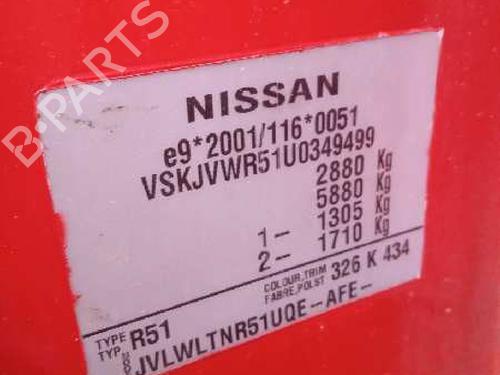 B-PARTS
NISSAN
e9*2001/116*0051
VSKJVWR51U0349499
2880 Kg
5880 Kg
1- 1305 Kg
2- 1710 Kg
COLOUR,TRIM
FABRE,POLST 326 K 434
TYPE
TYP R51
JVLWLTNR51UQE-AFE-